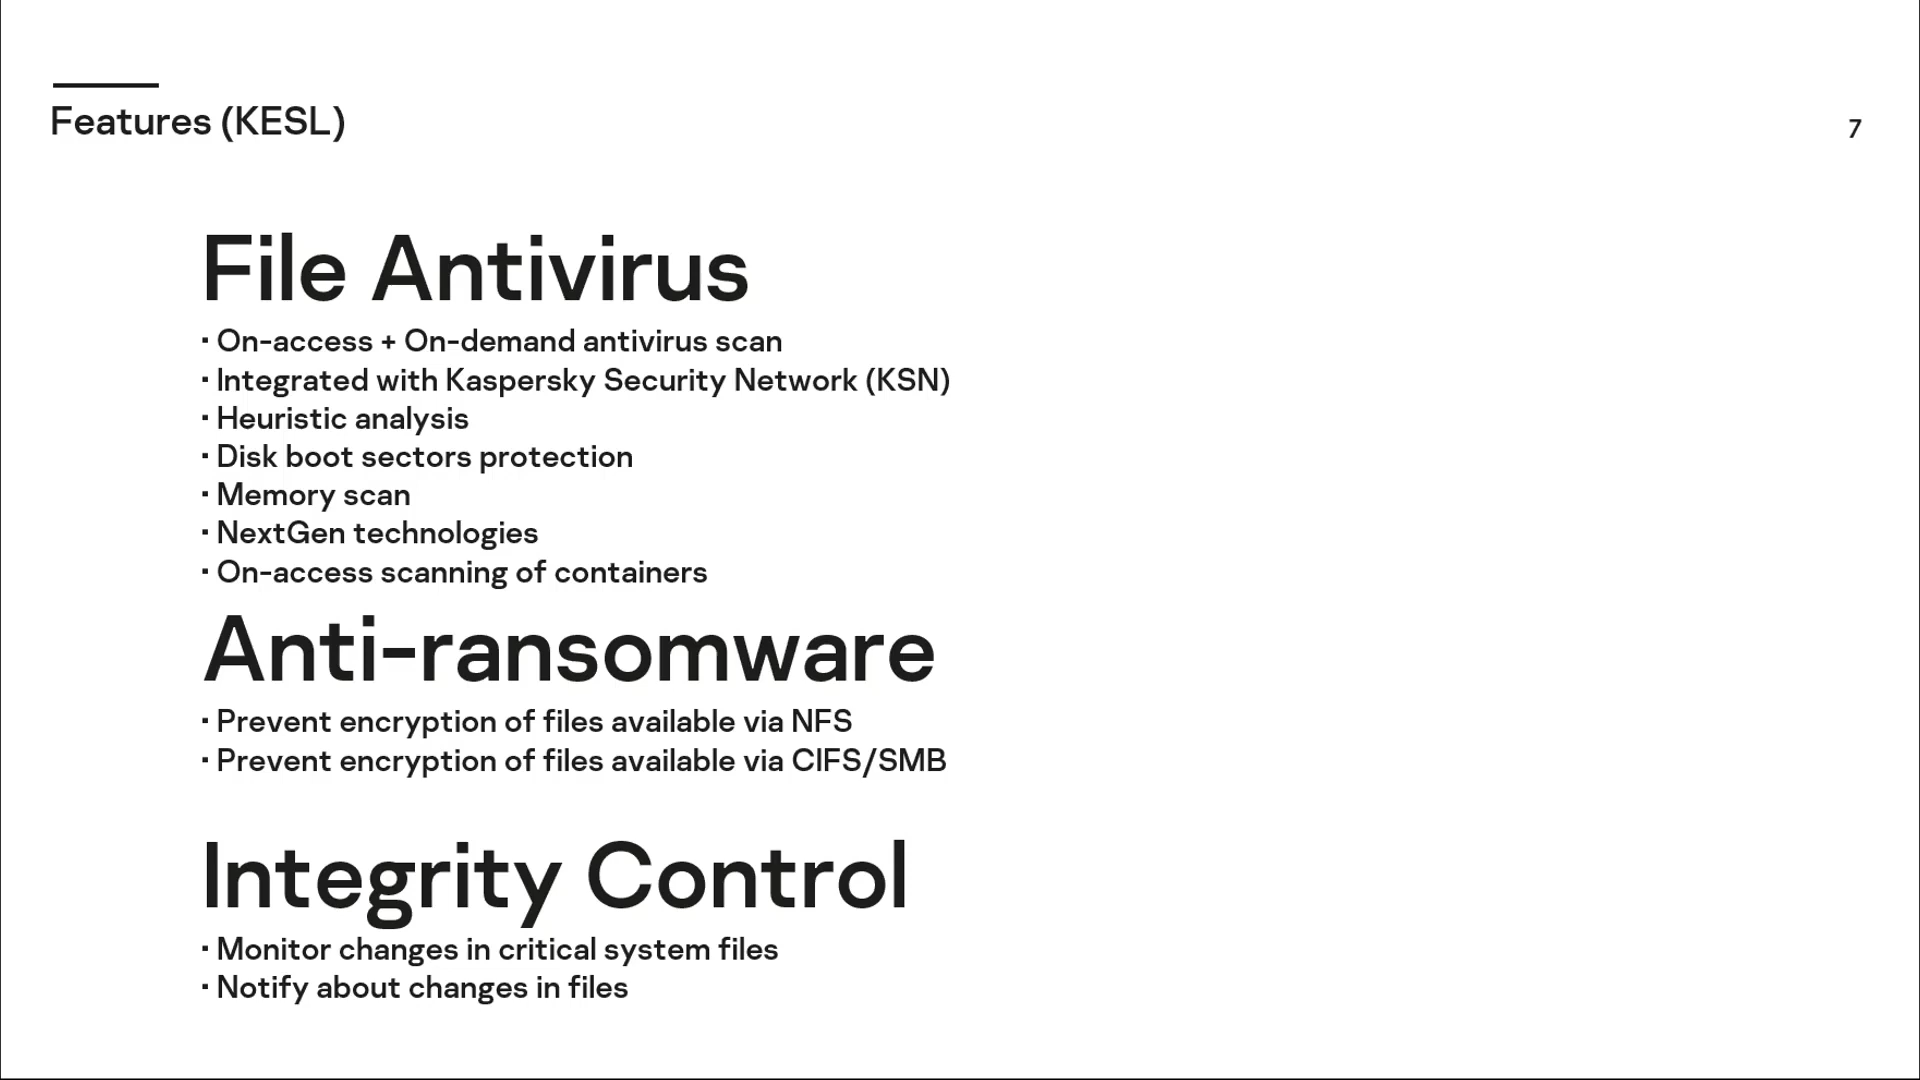 Features (KESL)
7
File Antivirus
▪ On-access + On-demand antivirus scan
▪ Integrated with Kaspersky Security Network (KSN)
▪ Heuristic analysis
▪ Disk boot sectors protection
▪ Memory scan
▪ NextGen technologies
▪ On-access scanning of containers
Anti-ransomware
▪ Prevent encryption of files available via NFS
▪ Prevent encryption of files available via CIFS/SMB
Integrity Control
▪ Monitor changes in critical system files
▪ Notify about changes in files